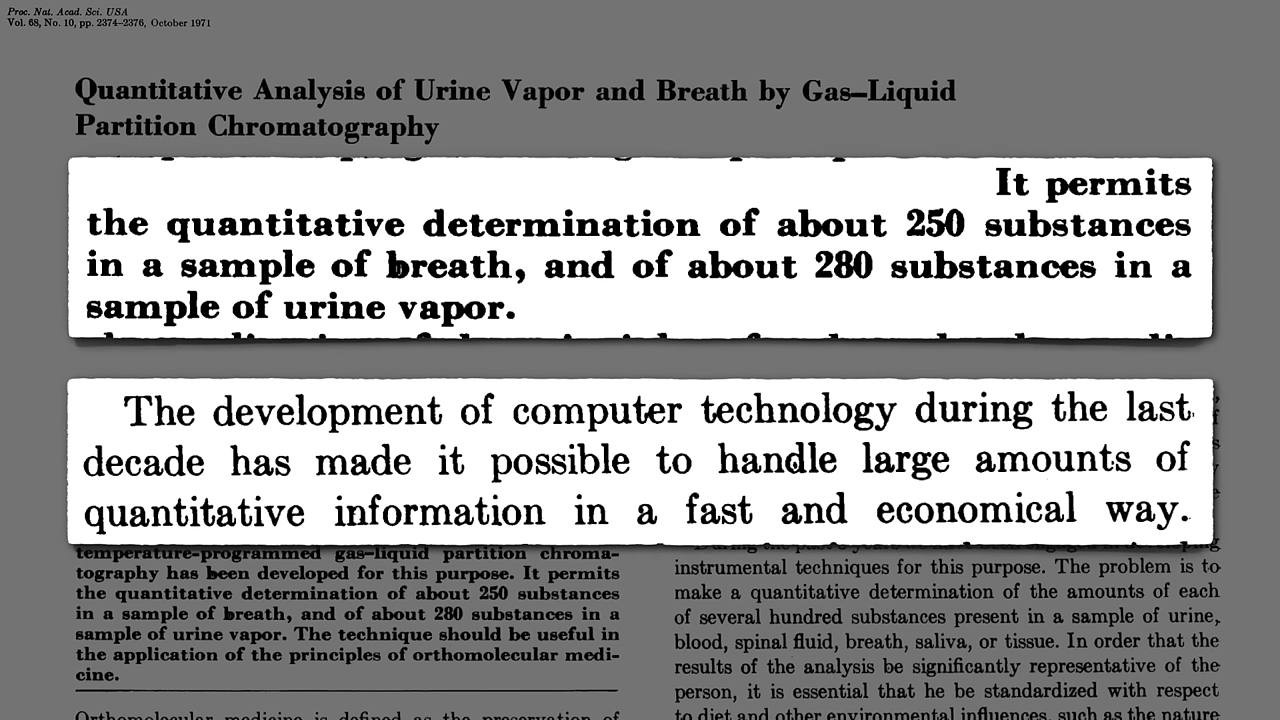 Proc. Nat. Acad. Sci. USA
Vol. 68, No. 10, pp. 2374–2376, October 1971
Quantitative Analysis of Urine Vapor and Breath by Gas–Liquid
Partition Chromatography
It permits
the quantitative determination of about 250 substances
in a sample of breath, and of about 280 substances in a
sample of urine vapor.
The development of computer technology during the last
decade has made it possible to handle large amounts of
quantitative information in a fast and economical way.
temperature-programmed gas–liquid partition chroma-
tography has been developed for this purpose. It permits
the quantitative determination of about 250 substances
in a sample of breath, and of about 280 substances in a
sample of urine vapor. The technique should be useful in
the application of the principles of orthomolecular medi-
cine.
Orthomolecular medicine is defined as the preservation of
instrumental techniques for this purpose. The problem is to
make a quantitative determination of the amounts of each
of several hundred substances present in a sample of urine,
blood, spinal fluid, breath, saliva, or tissue. In order that the
results of the analysis be significantly representative of the
person, it is essential that he be standardized with respect
to diet and other environmental influences, such as the nature